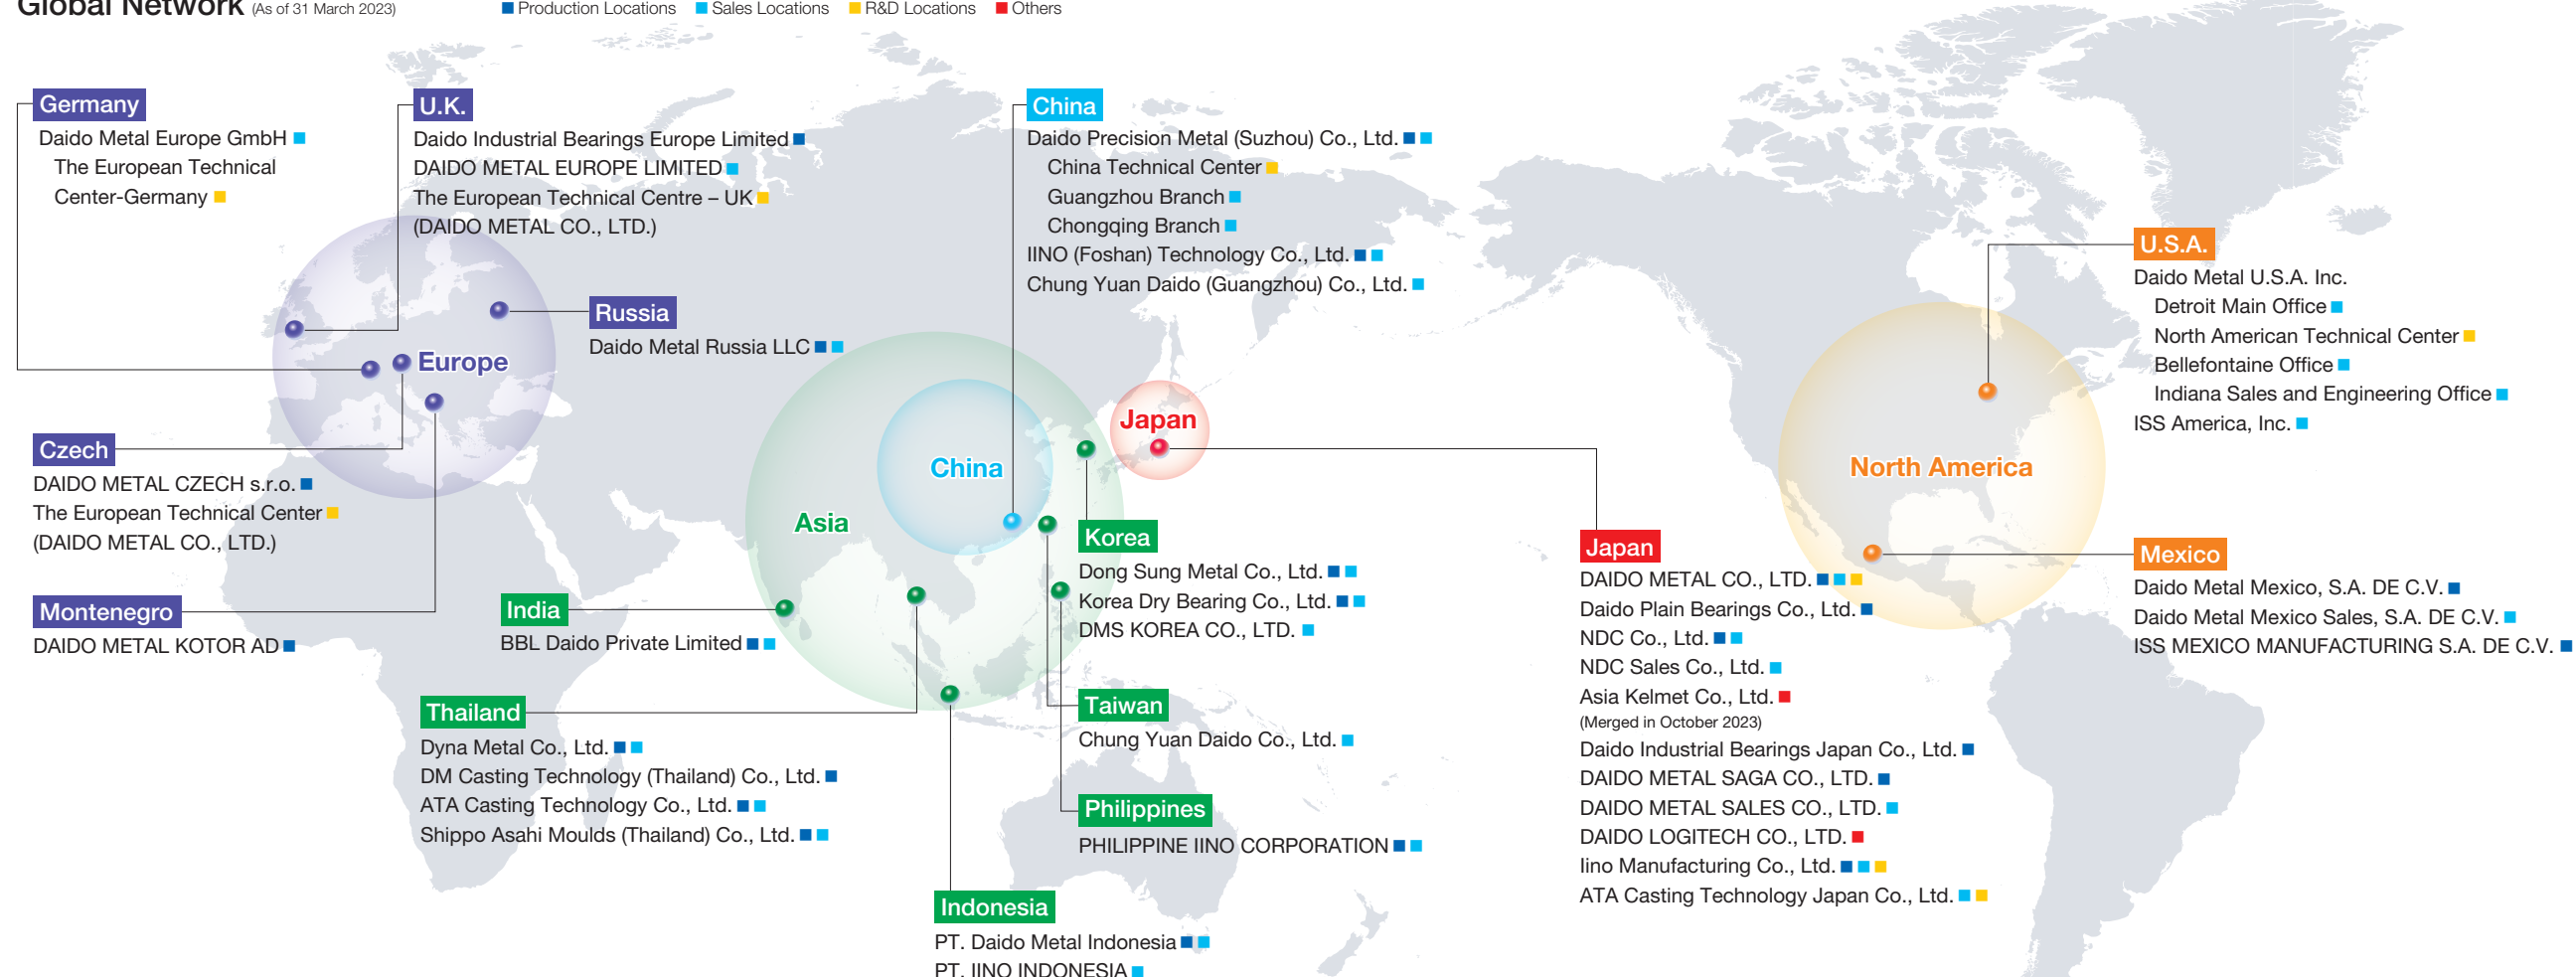 Global Network (As of 31 March 2023)
Production Locations Sales Locations R&D Locations Others
Germany
Daido Metal Europe GmbH
The European Technical
Center-Germany
U.K.
Daido Industrial Bearings Europe Limited
DAIDO METAL EUROPE LIMITED
The European Technical Centre – UK
(DAIDO METAL CO., LTD.)
Russia
Daido Metal Russia LLC
Europe
Czech
DAIDO METAL CZECH s.r.o.
The European Technical Center
(DAIDO METAL CO., LTD.)
Montenegro
DAIDO METAL KOTOR AD
China
Daido Precision Metal (Suzhou) Co., Ltd.
China Technical Center
Guangzhou Branch
Chongqing Branch
IINO (Foshan) Technology Co., Ltd.
Chung Yuan Daido (Guangzhou) Co., Ltd.
China
Asia
Japan
India
BBL Daido Private Limited
Thailand
Dyna Metal Co., Ltd.
DM Casting Technology (Thailand) Co., Ltd.
ATA Casting Technology Co., Ltd.
Shippo Asahi Moulds (Thailand) Co., Ltd.
Korea
Dong Sung Metal Co., Ltd.
Korea Dry Bearing Co., Ltd.
DMS KOREA CO., LTD.
Taiwan
Chung Yuan Daido Co., Ltd.
Philippines
PHILIPPINE IINO CORPORATION
Indonesia
PT. Daido Metal Indonesia
PT. IINO INDONESIA
Japan
DAIDO METAL CO., LTD.
Daido Plain Bearings Co., Ltd.
NDC Co., Ltd.
NDC Sales Co., Ltd.
Asia Kelmet Co., Ltd.
(Merged in October 2023)
Daido Industrial Bearings Japan Co., Ltd.
DAIDO METAL SAGA CO., LTD.
DAIDO METAL SALES CO., LTD.
DAIDO LOGITECH CO., LTD.
Iino Manufacturing Co., Ltd.
ATA Casting Technology Japan Co., Ltd.
North America
U.S.A.
Daido Metal U.S.A. Inc.
Detroit Main Office
North American Technical Center
Bellefontaine Office
Indiana Sales and Engineering Office
ISS America, Inc.
Mexico
Daido Metal Mexico, S.A. DE C.V.
Daido Metal Mexico Sales, S.A. DE C.V.
ISS MEXICO MANUFACTURING S.A. DE C.V.